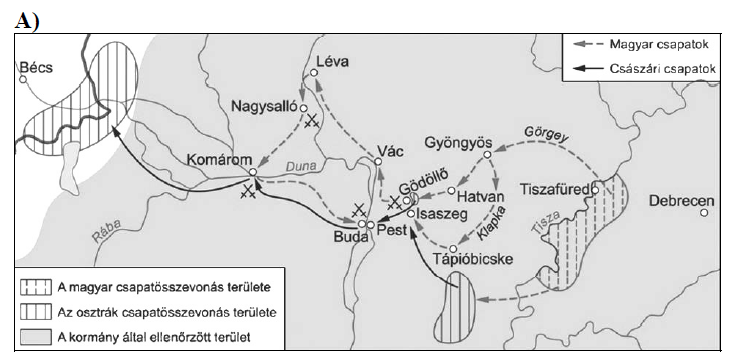 A)
Magyar csapatok
Császári csapatok
Bécs
Léva
Nagysalló
Komárom
Duna
Vác
Gyöngyös
Görgey
Gödöllő
Hatvan
Tiszafüred
Isaszeg
Klapka
Debrecen
Rába
Buda
Pest
Tisza
Tápióbicske
A magyar csapatösszevonás területe
Az osztrák csapatösszevonás területe
A kormány által ellenőrzött terület